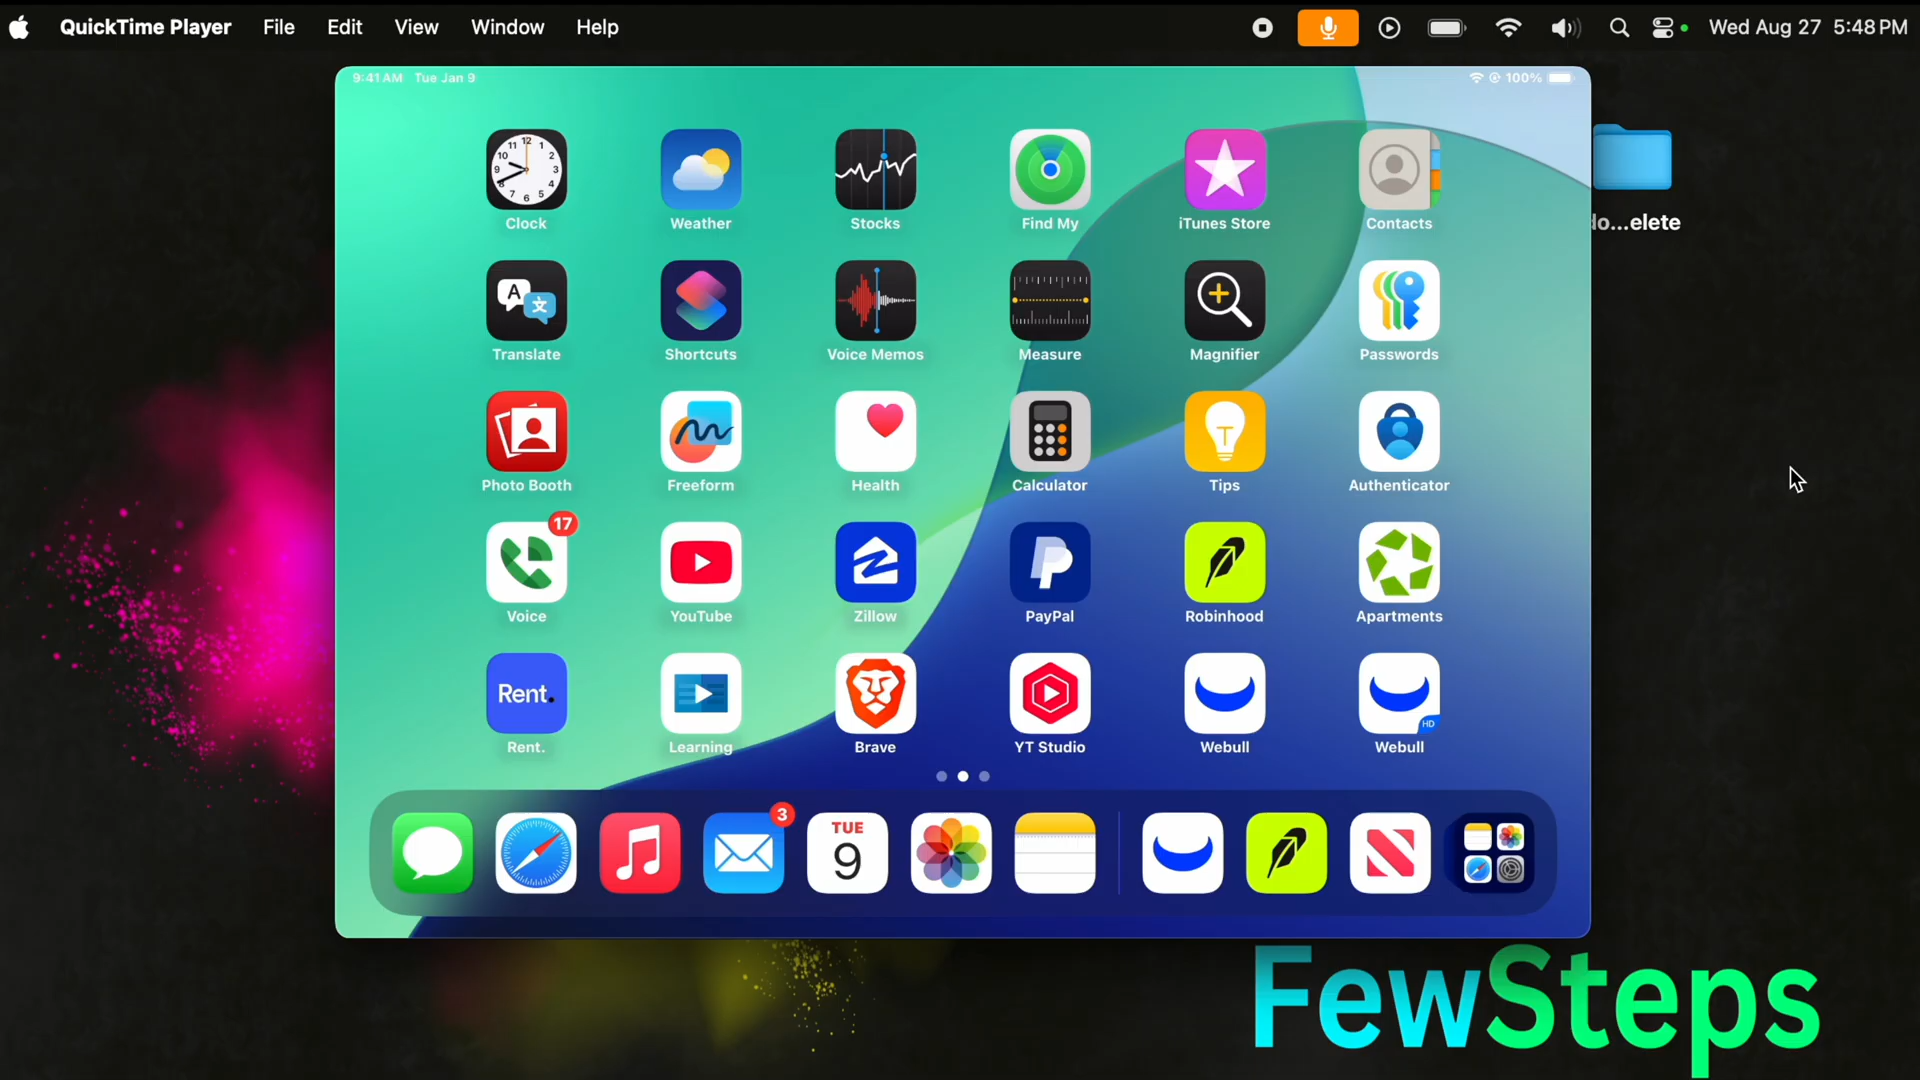 QuickTime Player File Edit View Window Help Wed Aug 27 5:48 PM
9:41 AM Tue Jan 9 100%
Clock Weather Stocks Find My iTunes Store Contacts
do...elete
Translate Shortcuts Voice Memos Measure Magnifier Passwords
Photo Booth Freeform Health Calculator Tips Authenticator
17
Voice YouTube Zillow PayPal Robinhood Apartments
Rent.
HD
Rent. Learning Brave YT Studio Webull Webull
3
TUE
9
FewSteps